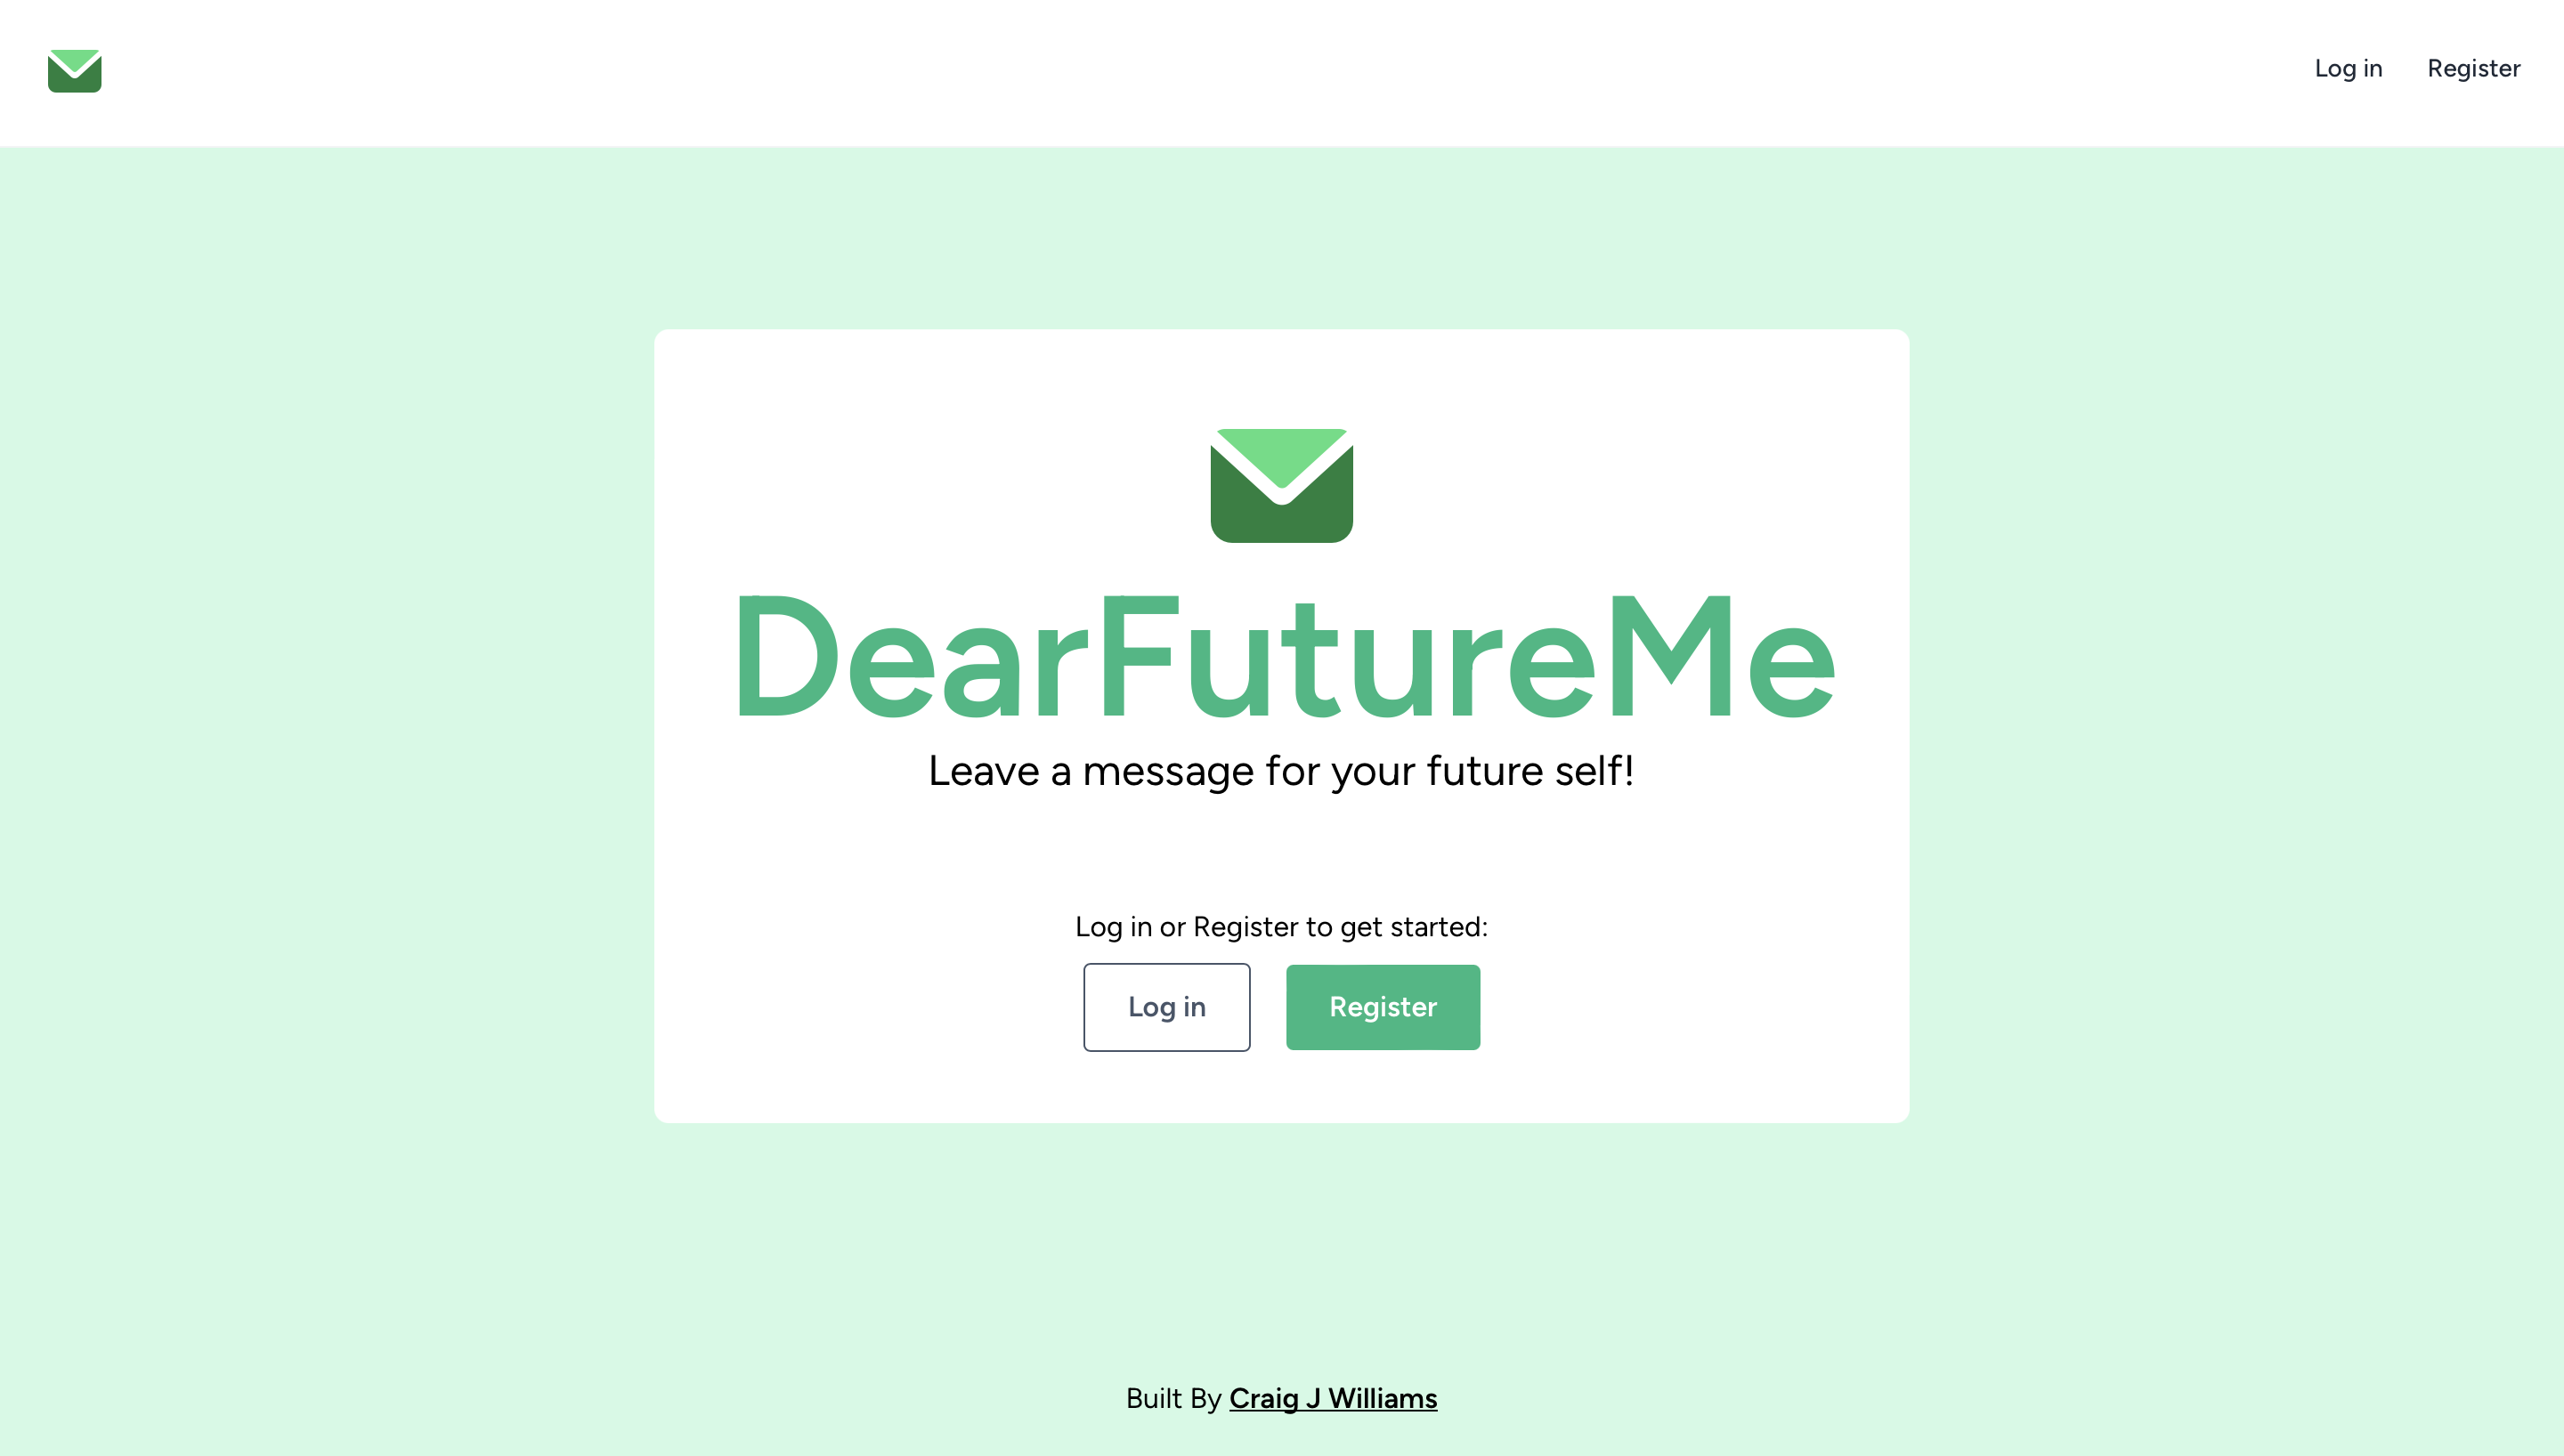 Log in Register
DearFutureMe
Leave a message for your future self!
Log in or Register to get started:
Log in Register
Built By Craig J Williams